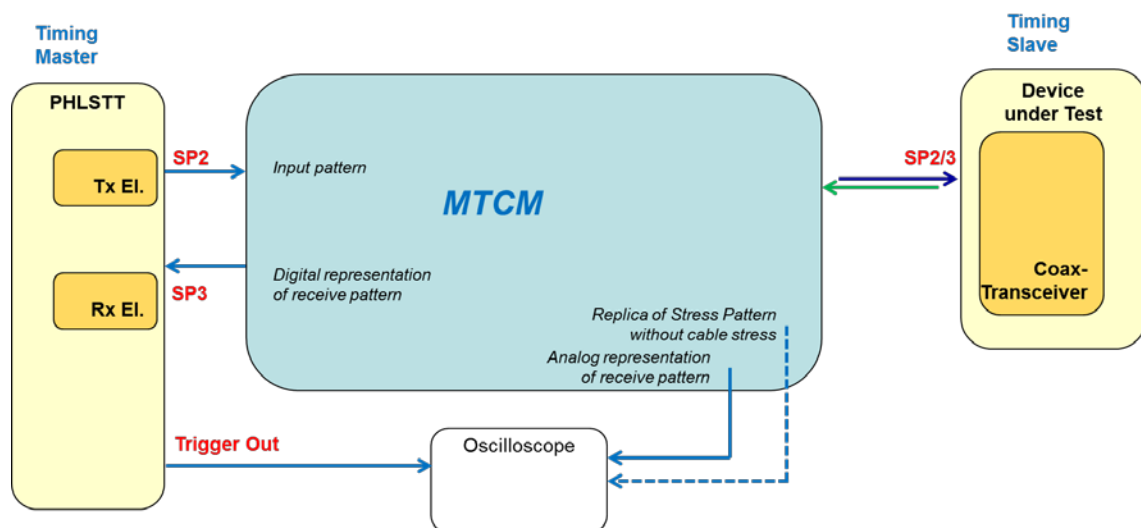 Timing
Master
Timing
Slave
PHLSTT
Device
under Test
SP2
Tx El.
Input pattern
SP2/3
MTCM
Digital representation
of receive pattern
SP3
Rx El.
Coax-
Transceiver
Replica of Stress Pattern
without cable stress
Analog representation
of receive pattern
Trigger Out
Oscilloscope